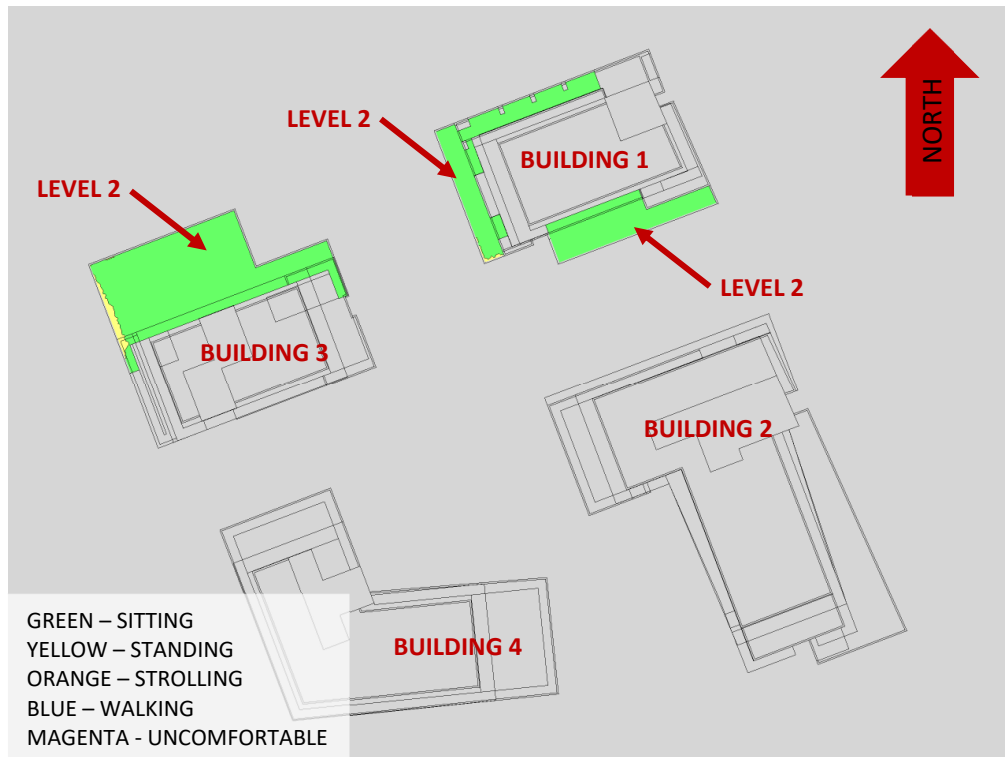 NORTH
LEVEL 2
BUILDING 1
LEVEL 2
LEVEL 2
BUILDING 3
BUILDING 2
BUILDING 4
GREEN – SITTING
YELLOW – STANDING
ORANGE – STROLLING
BLUE – WALKING
MAGENTA - UNCOMFORTABLE